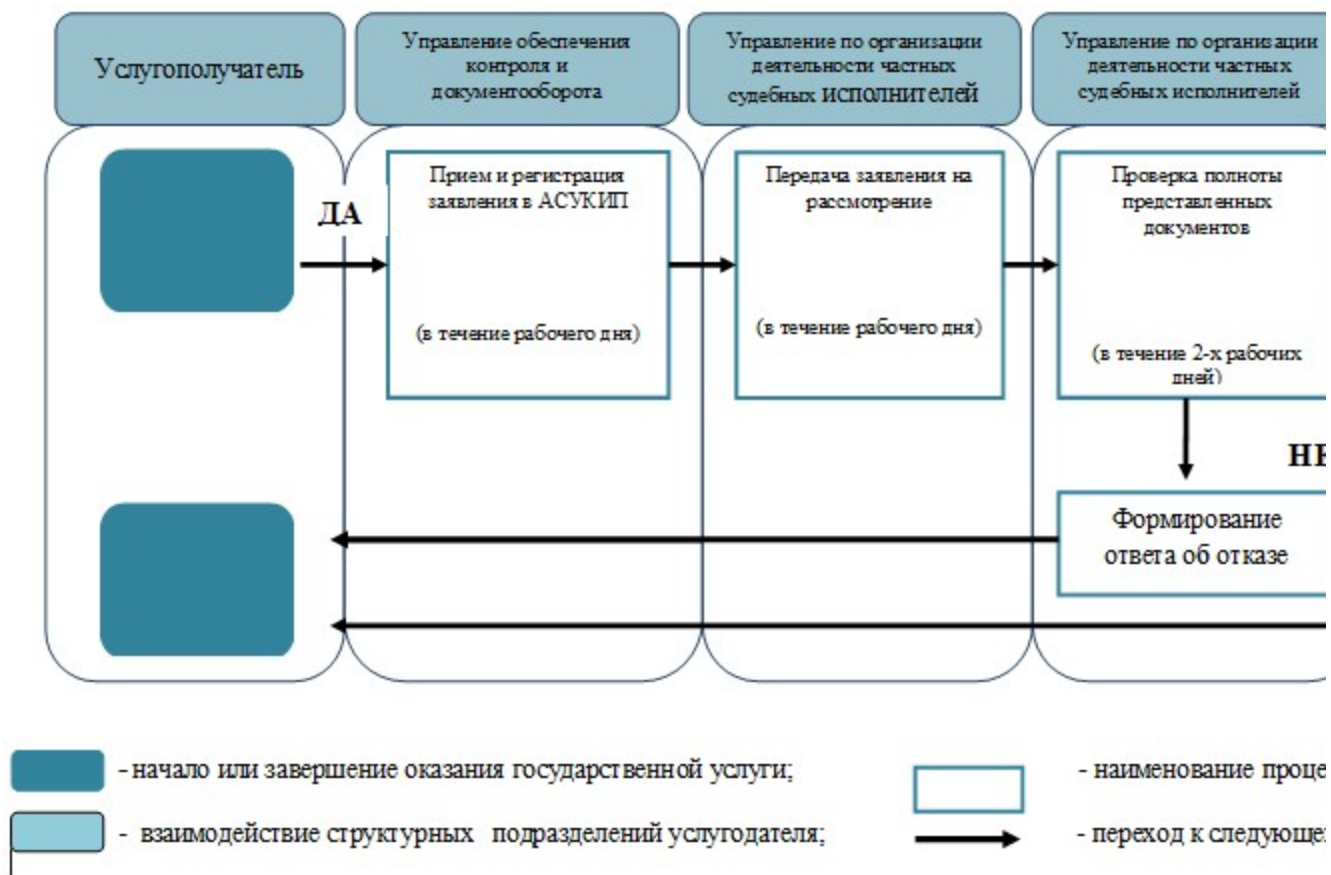 Услугополучатель
Управление обеспечения
контроля и
документооборота
Управление по организации
деятельности частных
судебных ИСПОЛНИТЕЛЕЙ
Управление по организации
деятельности частных
судебных исполнителей
ДА
Прием и регистрация
заявления в АСУКИП
(в течение рабочего дня)
Передача заявления на
рассмотрение
(в течение рабочего дня)
Проверка полноты
представленных
документов
(в течение 2-х рабочих
дней)
Формирование
ответа об отказе
- начало или завершение оказания государственной услуги;
- наименование
- взаимодействие структурных подразделений услугодателя;
- переход к